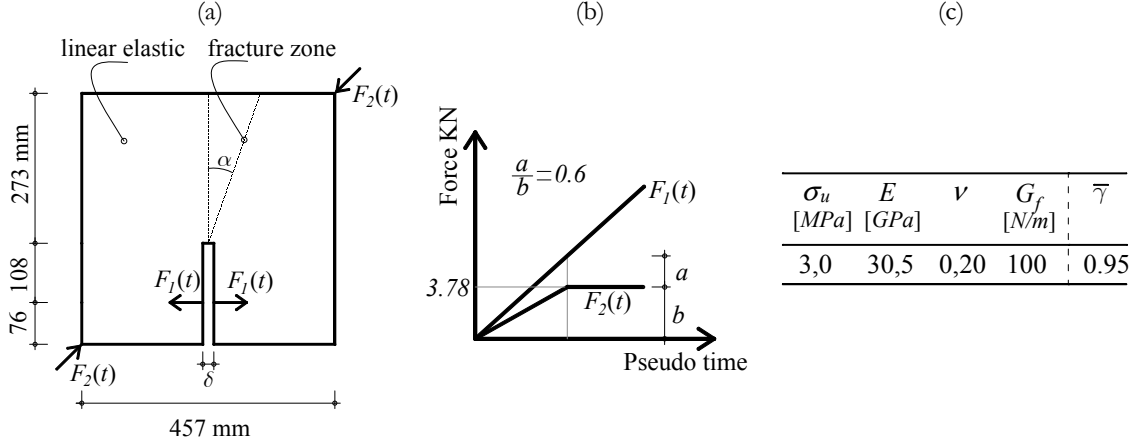 (a)
linear elastic
fracture zone
F₂(t)
α
273 mm
108
76
F₁(t)
F₁(t)
F₂(t)
δ
457 mm
(b)
Force KN
a/b=0.6
F₁(t)
3.78
F₂(t)
a
b
Pseudo time
(c)
σᵤ E ν G_f γ̅
[MPa] [GPa] [N/m]
3,0 30,5 0,20 100 0.95